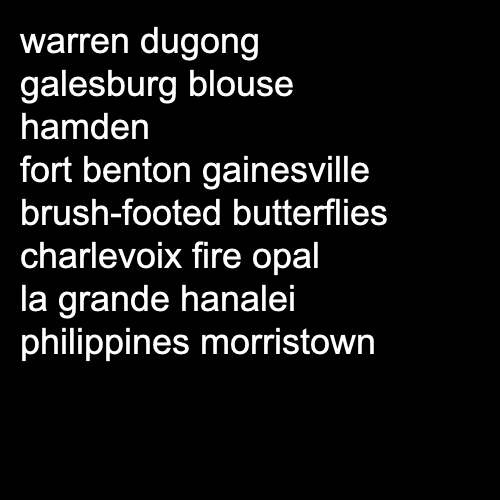 warren dugong
galesburg blouse
hamden
fort benton gainesville
brush-footed butterflies
charlevoix fire opal
la grande hanalei
philippines morristown